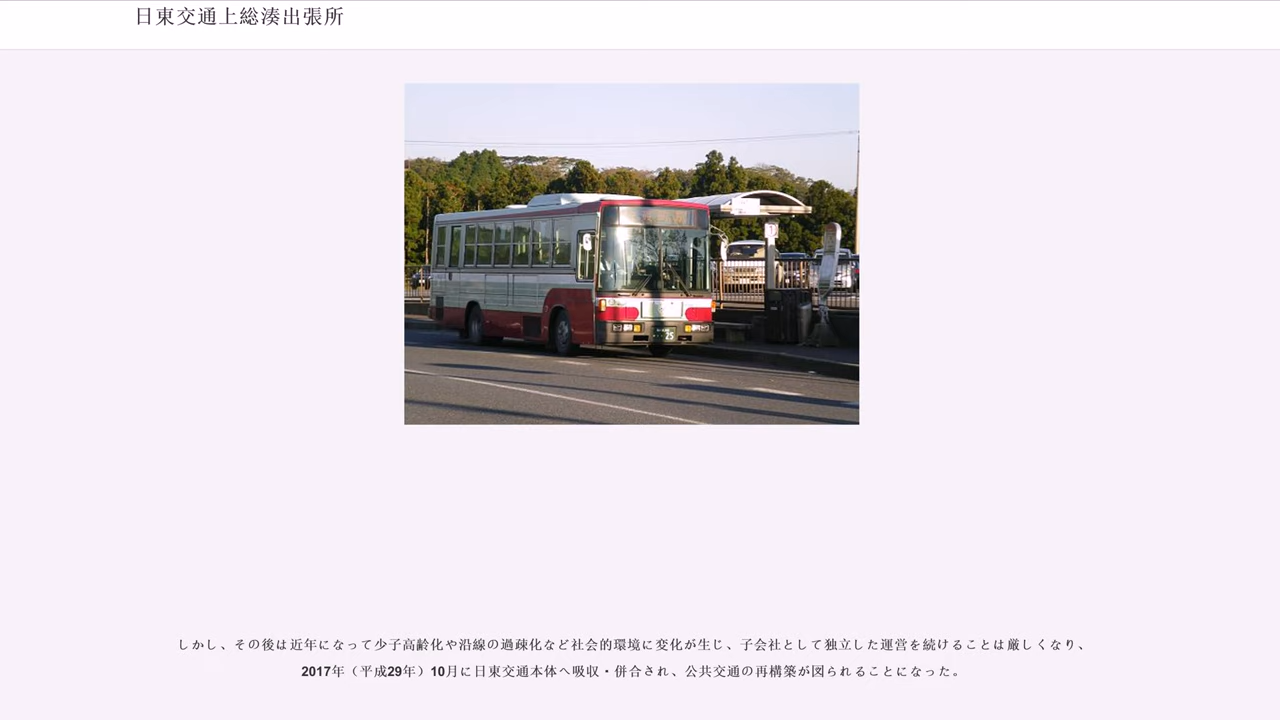 日東交通上総湊出張所
1
25
しかし、その後は近年になって少子高齢化や沿線の過疎化など社会的環境に変化が生じ、子会社として独立した運営を続けることは厳しくなり、
2017年（平成29年）10月に日東交通本体へ吸収・併合され、公共交通の再構築が図られることになった。